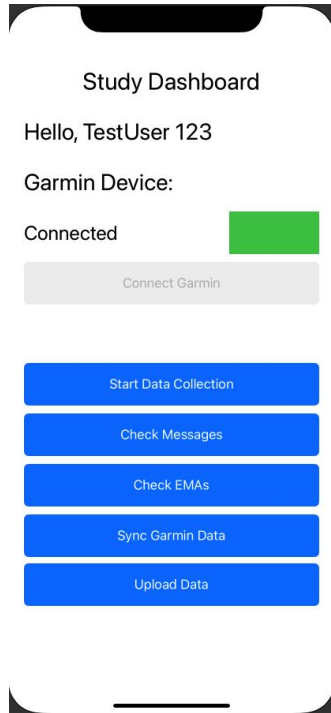 Study Dashboard
Hello, TestUser 123
Garmin Device:
Connected
Connect Garmin
Start Data Collection
Check Messages
Check EMAs
Sync Garmin Data
Upload Data